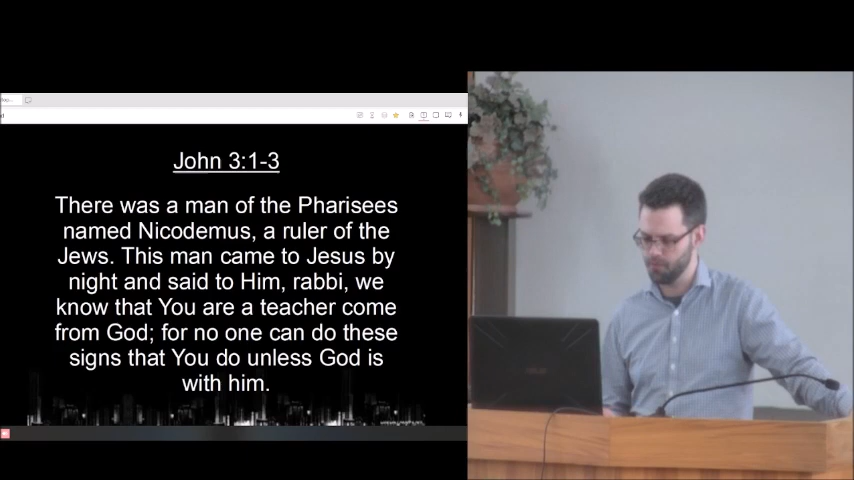 John 3:1-3
There was a man of the Pharisees
named Nicodemus, a ruler of the
Jews. This man came to Jesus by
night and said to Him, rabbi, we
know that You are a teacher come
from God; for no one can do these
signs that You do unless God is
with him.